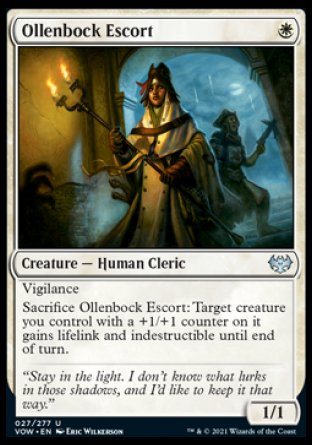 Ollenbock Escort
Creature — Human Cleric
Vigilance
Sacrifice Ollenbock Escort: Target creature
you control with a +1/+1 counter on it
gains lifelink and indestructible until
end of turn.
"Stay in the light. I don't know what lurks
in those shadows, and I'd like to keep it that
way."
1/1
027/277 U
VOW • EN Eric Wilkerson
™ & © 2021 Wizards of the Coast